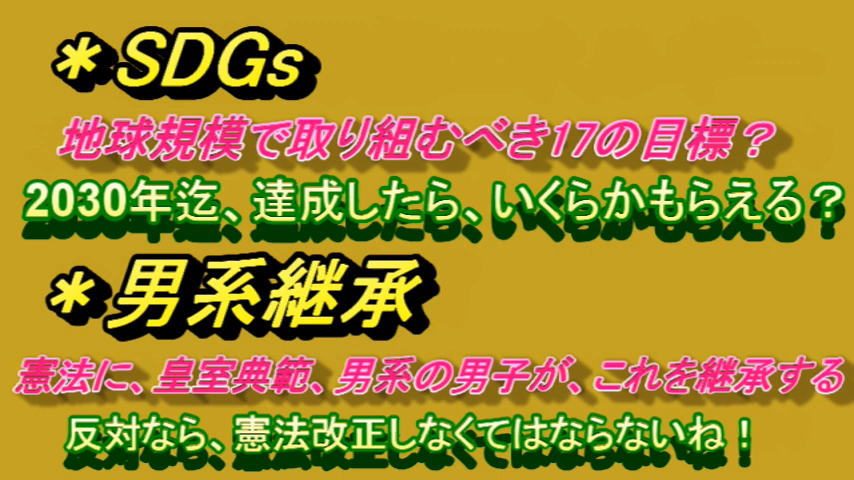 *SDGs
地球規模で取り組むべき17の目標？
2030年迄、達成したら、いくらかもらえる？
*男系継承
憲法に、皇室典範、男系の男子が、これを継承する
反対なら、憲法改正しなくてはならないね！